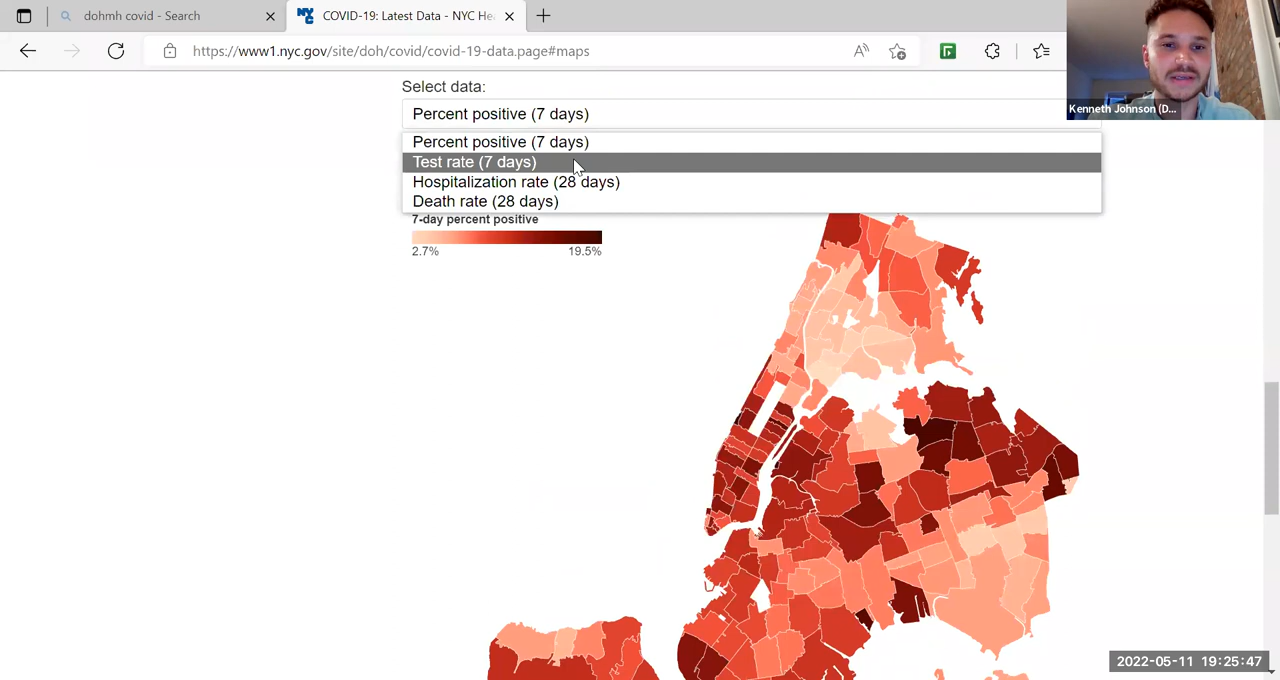 dohmh covid - Search
COVID-19: Latest Data - NYC He
https://www1.nyc.gov/site/doh/covid/covid-19-data.page#maps
Kenneth Johnson (D...
Select data:
Percent positive (7 days)
Percent positive (7 days)
Test rate (7 days)
Hospitalization rate (28 days)
Death rate (28 days)
7-day percent positive
2.7% 19.5%
2022-05-11 19:25:47